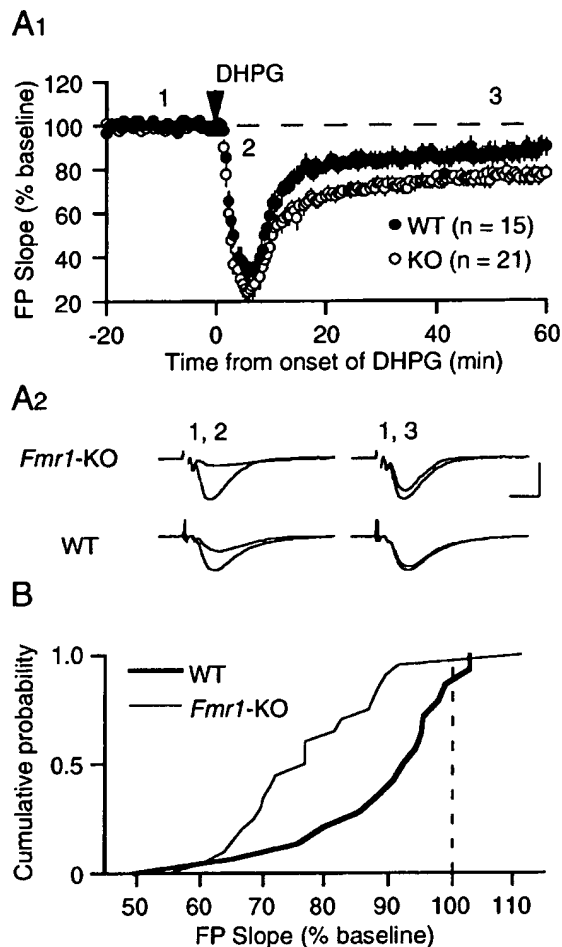 A1
DHPG
120
100
80
60
40
20
1
2
3
FP Slope (% baseline)
WT (n = 15)
KO (n = 21)
-20 0 20 40 60
Time from onset of DHPG (min)
A2
1, 2 1, 3
Fmr1-KO
WT
B
1.0
0.5
0
Cumulative probability
WT
Fmr1-KO
50 60 70 80 90 100 110
FP Slope (% baseline)